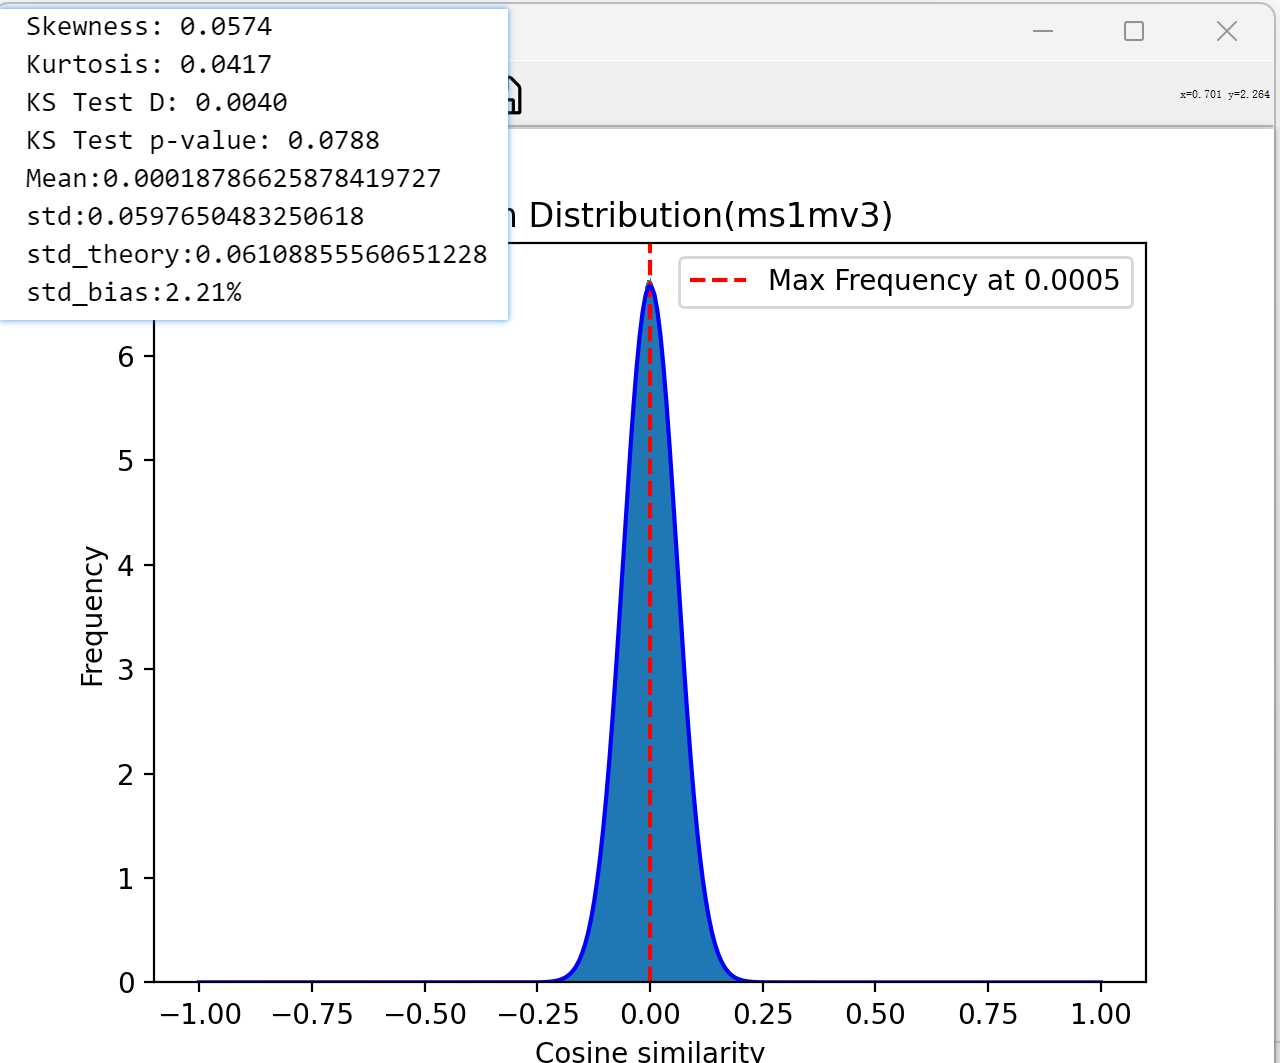 Skewness: 0.0574
Kurtosis: 0.0417
KS Test D: 0.0040
KS Test p-value: 0.0788
Mean:0.00018786625878419727
std:0.0597650483250618
std_theory:0.06108855560651228
std_bias:2.21%
x=0.701 y=2.264
Distribution(ms1mv3)
Max Frequency at 0.0005
6
5
4
3
2
1
0
Frequency
−1.00 −0.75 −0.50 −0.25 0.00 0.25 0.50 0.75 1.00
Cosine similarity